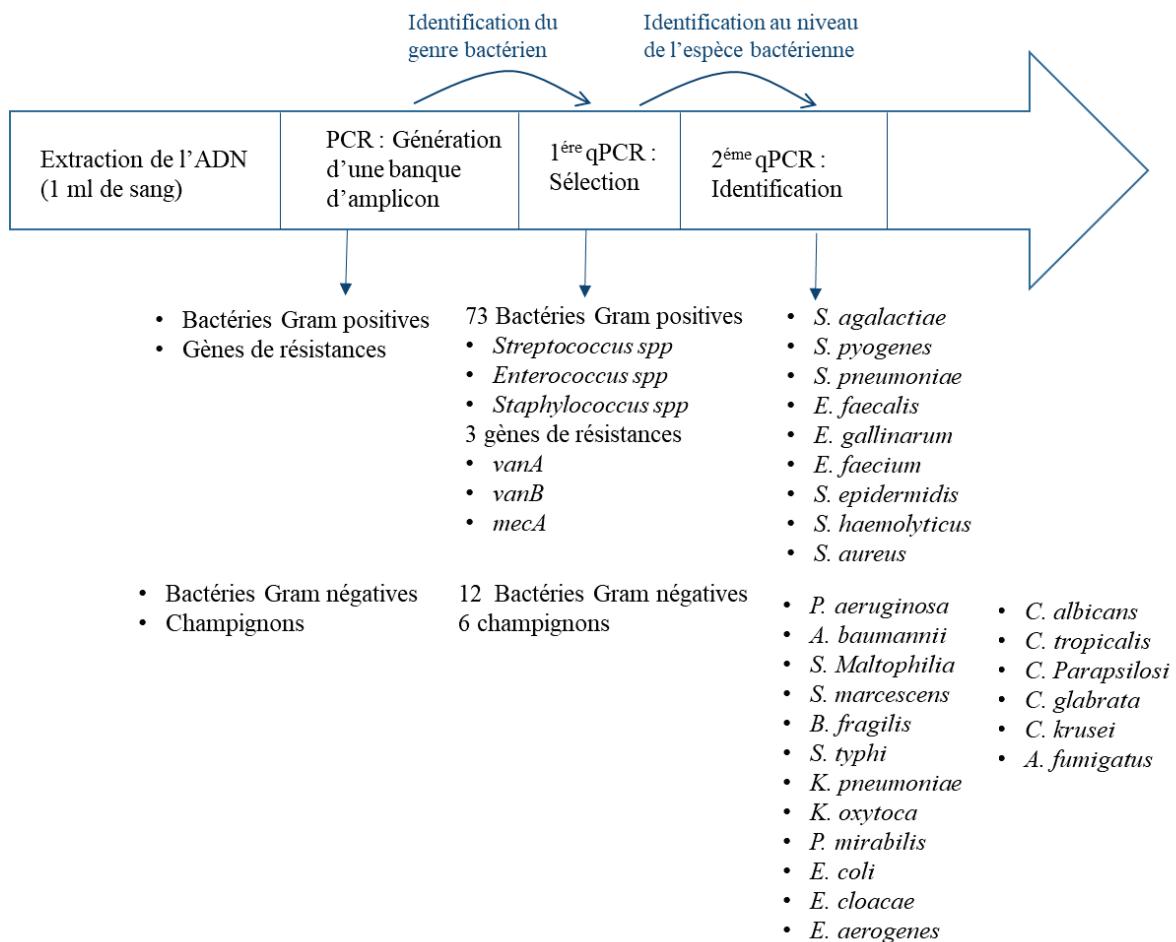 Identification du
genre bactérien
Identification au niveau
de l’espèce bactérienne
Extraction de l’ADN
(1 ml de sang)
PCR : Génération
d’une banque
d’amplicon
1ére qPCR :
Sélection
2éme qPCR :
Identification
• Bactéries Gram positives
• Gènes de résistances
73 Bactéries Gram positives
• Streptococcus spp
• Enterococcus spp
• Staphylococcus spp
3 gènes de résistances
• vanA
• vanB
• mecA
• S. agalactiae
• S. pyogenes
• S. pneumoniae
• E. faecalis
• E. gallinarum
• E. faecium
• S. epidermidis
• S. haemolyticus
• S. aureus
• Bactéries Gram négatives
• Champignons
12 Bactéries Gram négatives
6 champignons
• P. aeruginosa
• A. baumannii
• S. Maltophilia
• S. marcescens
• B. fragilis
• S. typhi
• K. pneumoniae
• K. oxytoca
• P. mirabilis
• E. coli
• E. cloacae
• E. aerogenes
• C. albicans
• C. tropicalis
• C. Parapsilosi
• C. glabrata
• C. krusei
• A. fumigatus